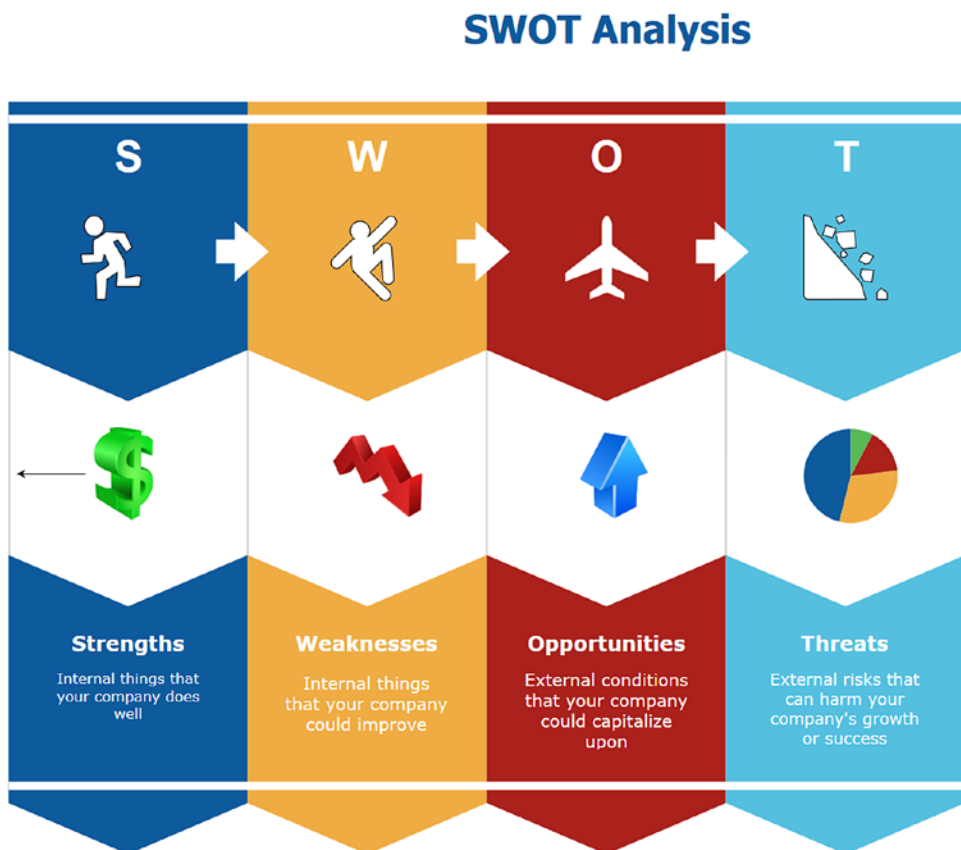 SWOT Analysis
S
W
O
T
Strengths
Internal things that
your company does
well
Weaknesses
Internal things
that your company
could improve
Opportunities
External conditions
that your company
could capitalize
upon
Threats
External risks that
can harm your
company's growth
or success